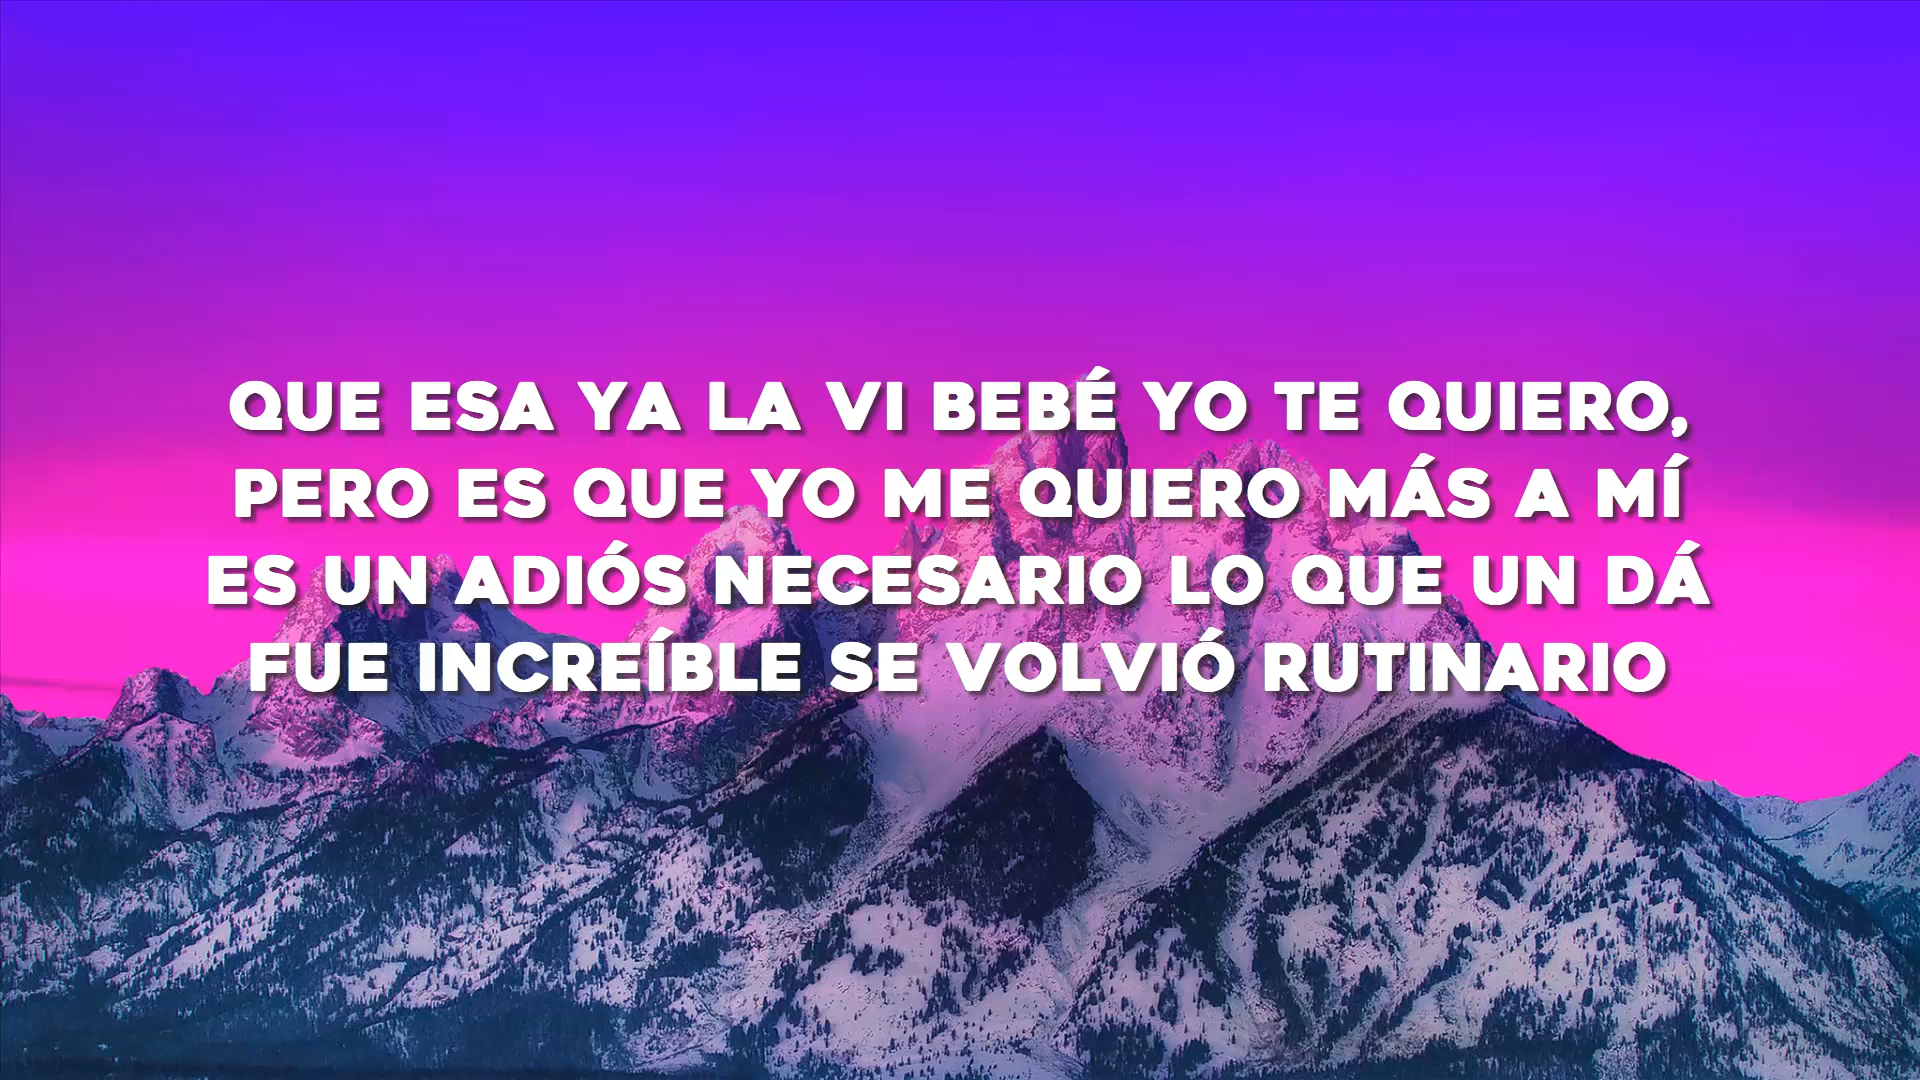 QUE ESA YA LA VI BEBÉ YO TE QUIERO,
PERO ES QUE YO ME QUIERO MÁS A MÍ
ES UN ADIÓS NECESARIO LO QUE UN DÁ
FUE INCREÍBLE SE VOLVIÓ RUTINARIO